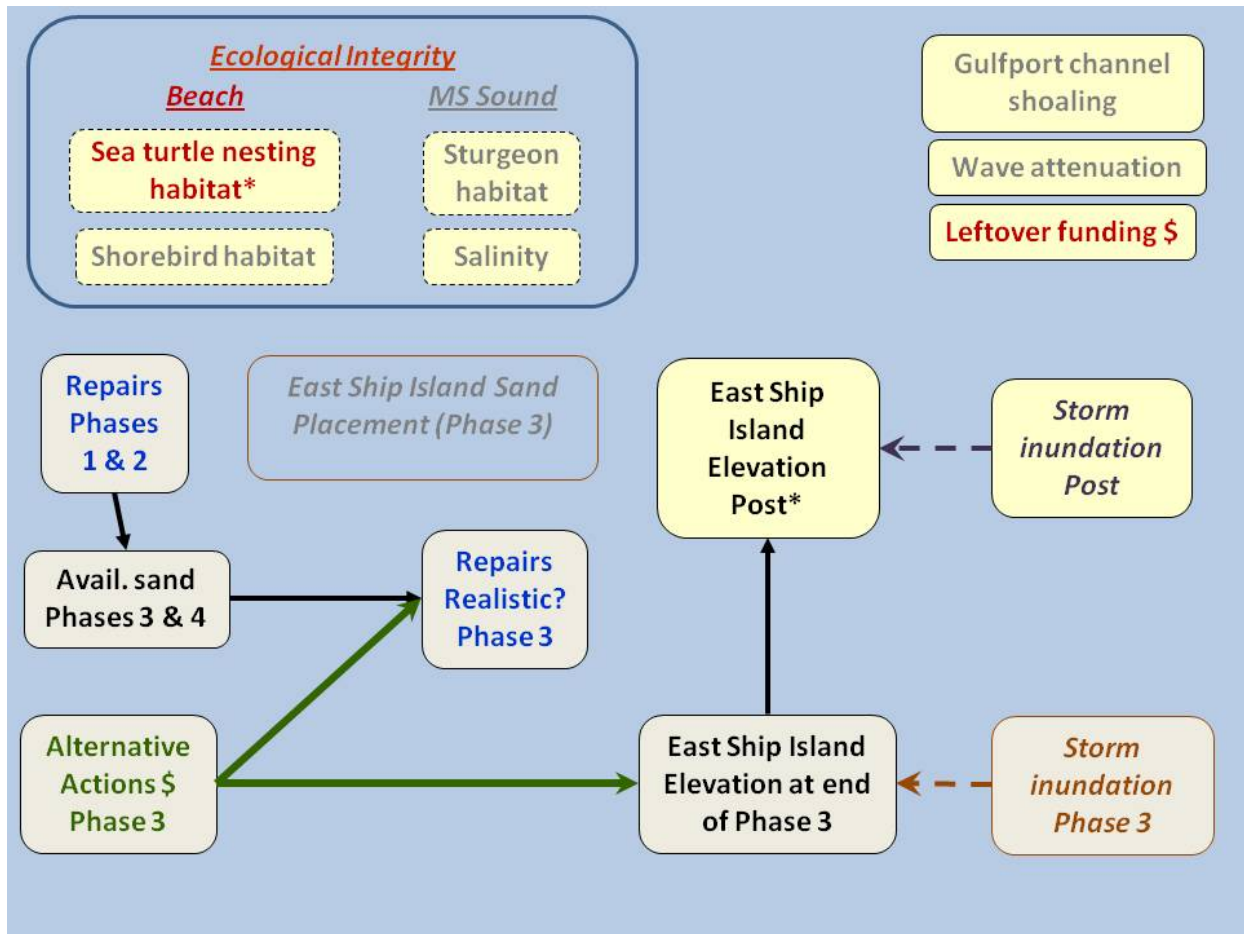 Ecological Integrity
Beach
MS Sound
Sea turtle nesting
habitat*
Sturgeon
habitat
Shorebird habitat
Salinity
Gulfport channel
shoaling
Wave attenuation
Leftover funding $
Repairs
Phases
1 & 2
East Ship Island Sand
Placement (Phase 3)
East Ship
Island
Elevation
Post*
Storm
inundation
Post
Avail. sand
Phases 3 & 4
Repairs
Realistic?
Phase 3
Alternative
Actions $
Phase 3
East Ship Island
Elevation at end
of Phase 3
Storm
inundation
Phase 3